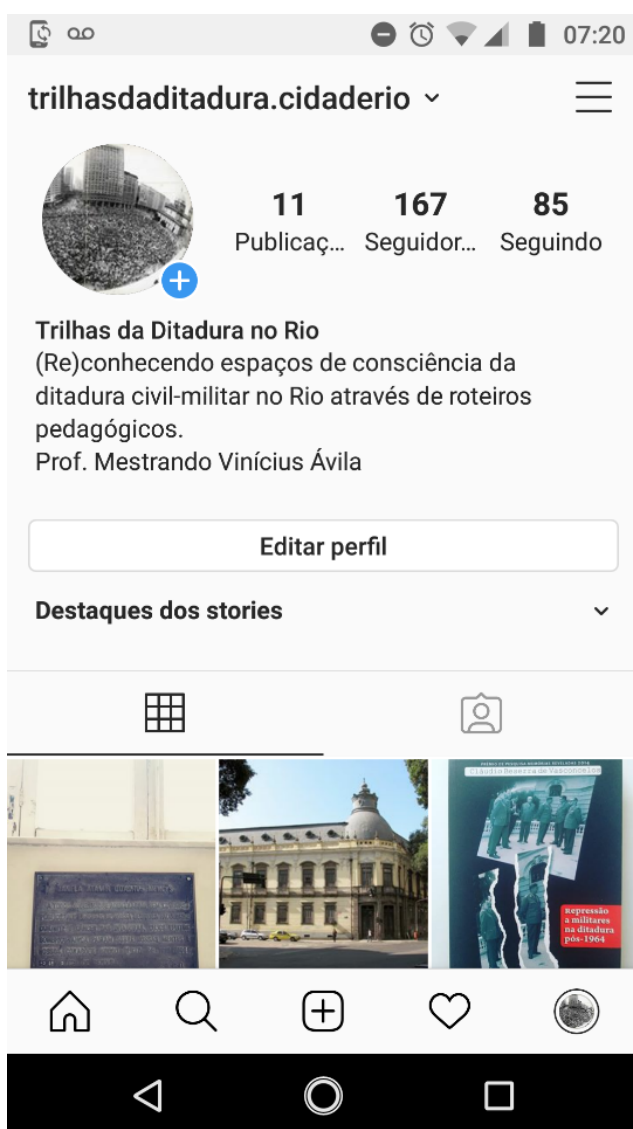 07:20
trilhasdaditadura.cidaderio
11 167 85
Publicaç... Seguidor... Seguindo
Trilhas da Ditadura no Rio
(Re)conhecendo espaços de consciência da
ditadura civil-militar no Rio através de roteiros
pedagógicos.
Prof. Mestrando Vinícius Ávila
Editar perfil
Destaques dos stories
Cláudio Beserra de Vasconcelos
Repressão
a militares
na ditadura
pós-1964